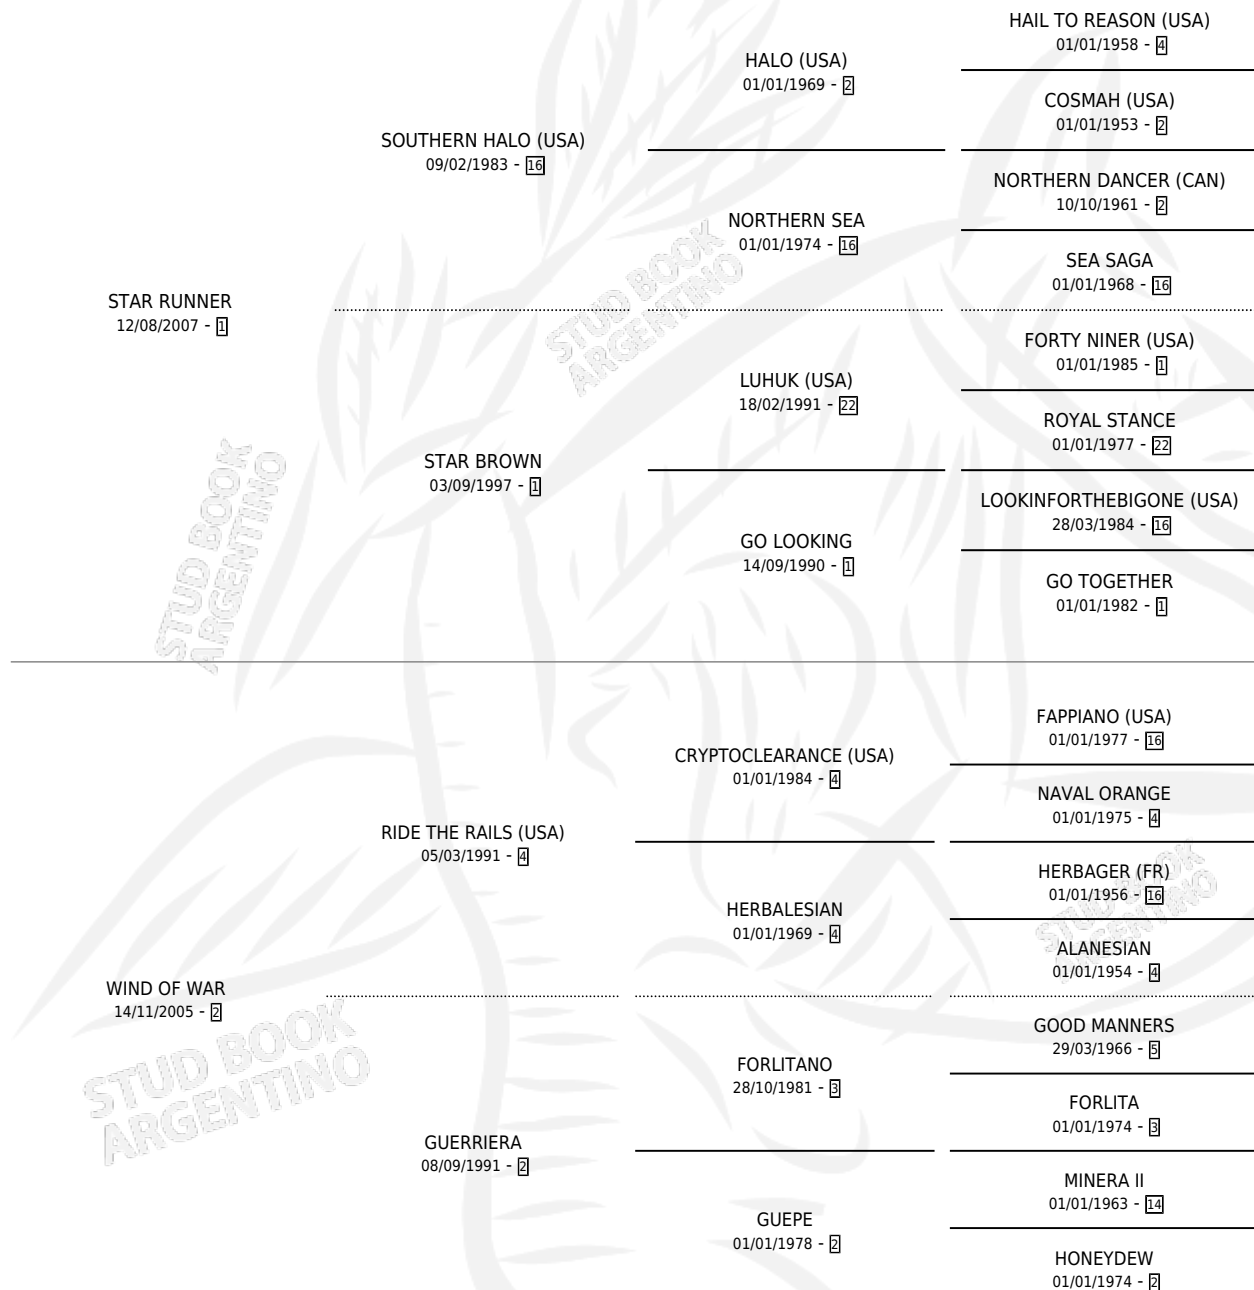 HAIL TO REASON (USA)
01/01/1958 - 4
HALO (USA)
01/01/1969 - 2
COSMAH (USA)
01/01/1953 - 2
SOUTHERN HALO (USA)
09/02/1983 - 16
NORTHERN DANCER (CAN)
10/10/1961 - 2
NORTHERN SEA
01/01/1974 - 16
SEA SAGA
01/01/1968 - 16
STAR RUNNER
12/08/2007 - 1
FORTY NINER (USA)
01/01/1985 - 1
LUHUK (USA)
18/02/1991 - 22
ROYAL STANCE
01/01/1977 - 22
STAR BROWN
03/09/1997 - 1
LOOKINFORTHEBIGONE (USA)
28/03/1984 - 16
GO LOOKING
14/09/1990 - 1
GO TOGETHER
01/01/1982 - 1
STUD BOOK
ARGENTINO
STUD BOOK
ARGENTINO
FAPPIANO (USA)
01/01/1977 - 16
CRYPTOCLEARANCE (USA)
01/01/1984 - 4
NAVAL ORANGE
01/01/1975 - 4
RIDE THE RAILS (USA)
05/03/1991 - 4
HERBAGER (FR)
01/01/1956 - 16
HERBALESIAN
01/01/1969 - 4
ALANESIAN
01/01/1954 - 4
STUD BOOK
ARGENTINO
WIND OF WAR
14/11/2005 - 2
GOOD MANNERS
29/03/1966 - 5
FORLITANO
28/10/1981 - 3
FORLITA
01/01/1974 - 3
GUERRIERA
08/09/1991 - 2
MINERA II
01/01/1963 - 14
GUEPE
01/01/1978 - 2
HONEYDEW
01/01/1974 - 2
STUD BOOK
ARGENTINO